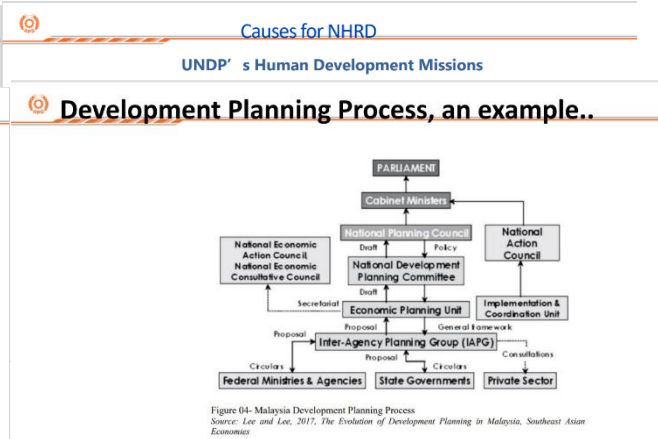 Causes for NHRD
UNDP’ s Human Development Missions
Development Planning Process, an example..
PARLIAMENT
Cabinet Ministers
National Planning Council
National
Action
Council
National Economic
Action Council,
National Economic
Consultative Council
Draft
Policy
National Development
Planning Committee
Draft
Secretariat
Economic Planning Unit
Implementation &
Coordination Unit
Proposal
Proposal
General framework
Inter-Agency Planning Group (IAPG)
Proposal
Consultations
Circulars
Circulars
Federal Ministries & Agencies
State Governments
Private Sector
Figure 04- Malaysia Development Planning Process
Source: Lee and Lee, 2017, The Evolution of Development Planning in Malaysia, Southeast Asian
Economies